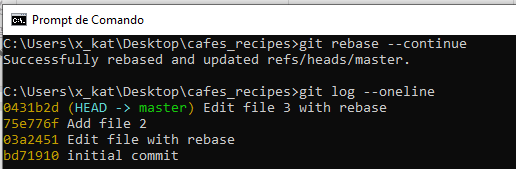 Prompt de Comando
C:\Users\x_kat\Desktop\cafes_recipes>git rebase --continue
Successfully rebased and updated refs/heads/master.
C:\Users\x_kat\Desktop\cafes_recipes>git log --oneline
0431b2d (HEAD -> master) Edit file 3 with rebase
75e776f Add file 2
03a2451 Edit file with rebase
bd71910 initial commit